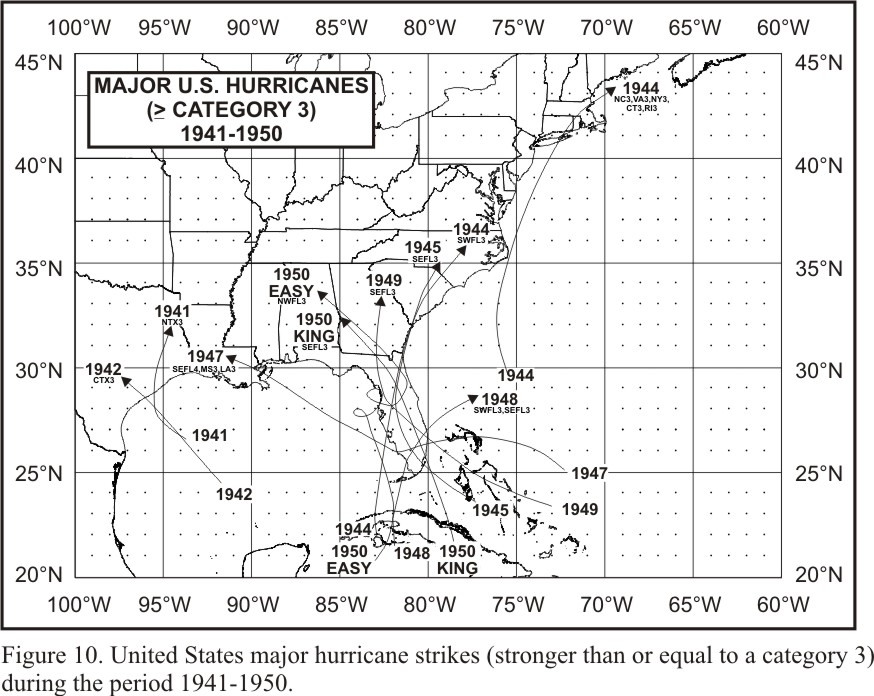 100°W 95°W 90°W 85°W 80°W 75°W 70°W 65°W 60°W
45°N 45°N
MAJOR U.S. HURRICANES
(≥ CATEGORY 3)
1941-1950
1944
NC3,VA3,NY3,
CT3,RI3
40°N 40°N
1944
SWFL3
1945
SEFL3
35°N 35°N
1950
EASY
NWFL3
1949
SEFL3
1941
NTX3
1950
KING
SEFL3
1947
SEFL4,MS3,LA3
30°N 30°N
1942
CTX3
1944
1948
SWFL3,SEFL3
1941
25°N 25°N
1947
1942
1945
1949
1944
1950
EASY
1948
1950
KING
20°N 20°N
100°W 95°W 90°W 85°W 80°W 75°W 70°W 65°W 60°W
Figure 10. United States major hurricane strikes (stronger than or equal to a category 3)
during the period 1941-1950.